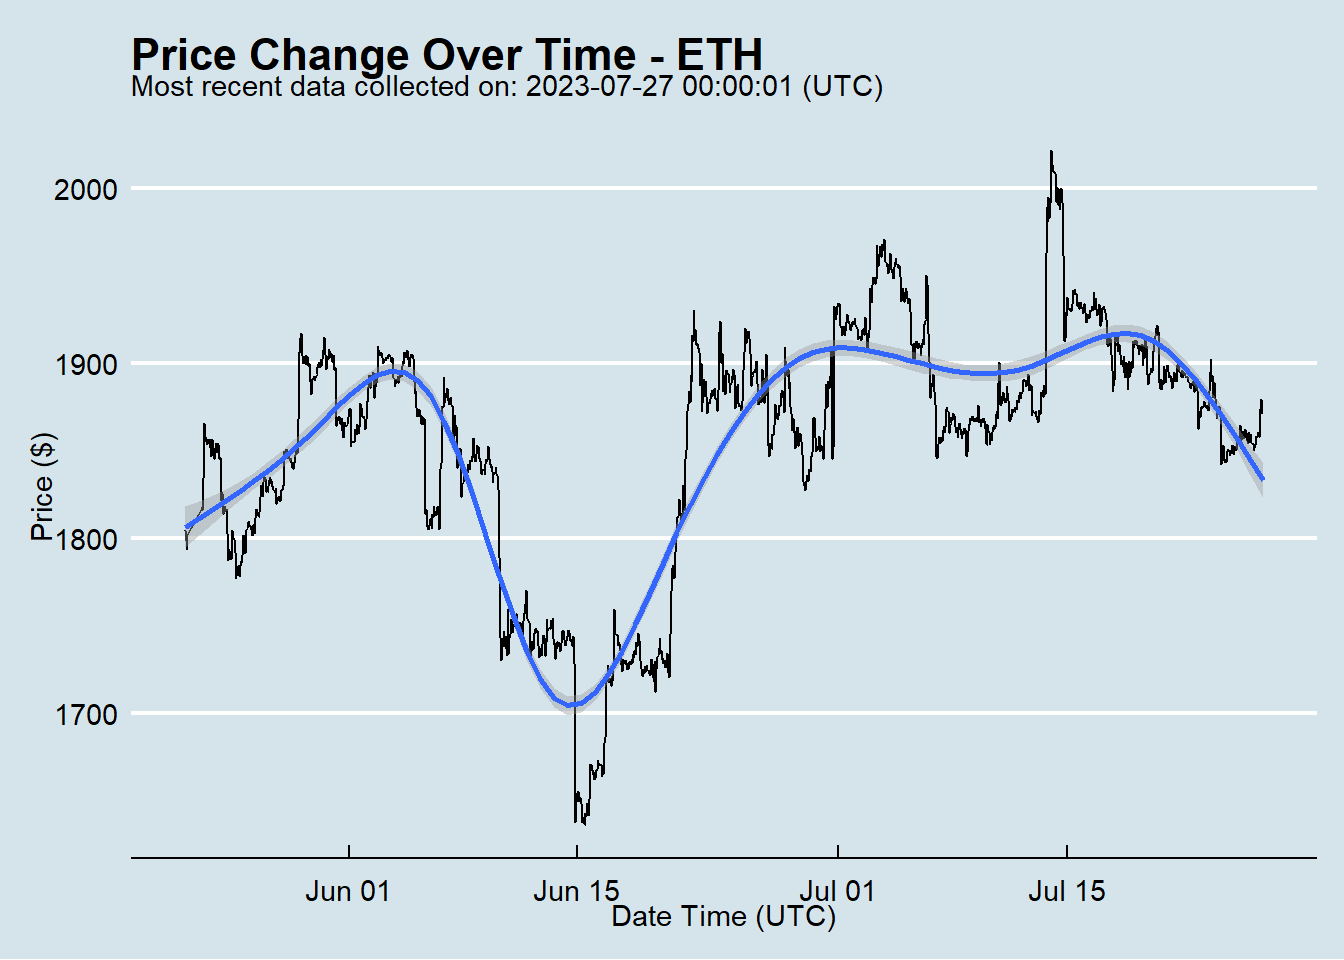 Price Change Over Time - ETH
Most recent data collected on: 2023-07-27 00:00:01 (UTC)
Price ($)
2000
1900
1800
1700
Jun 01 Jun 15 Jul 01 Jul 15
Date Time (UTC)